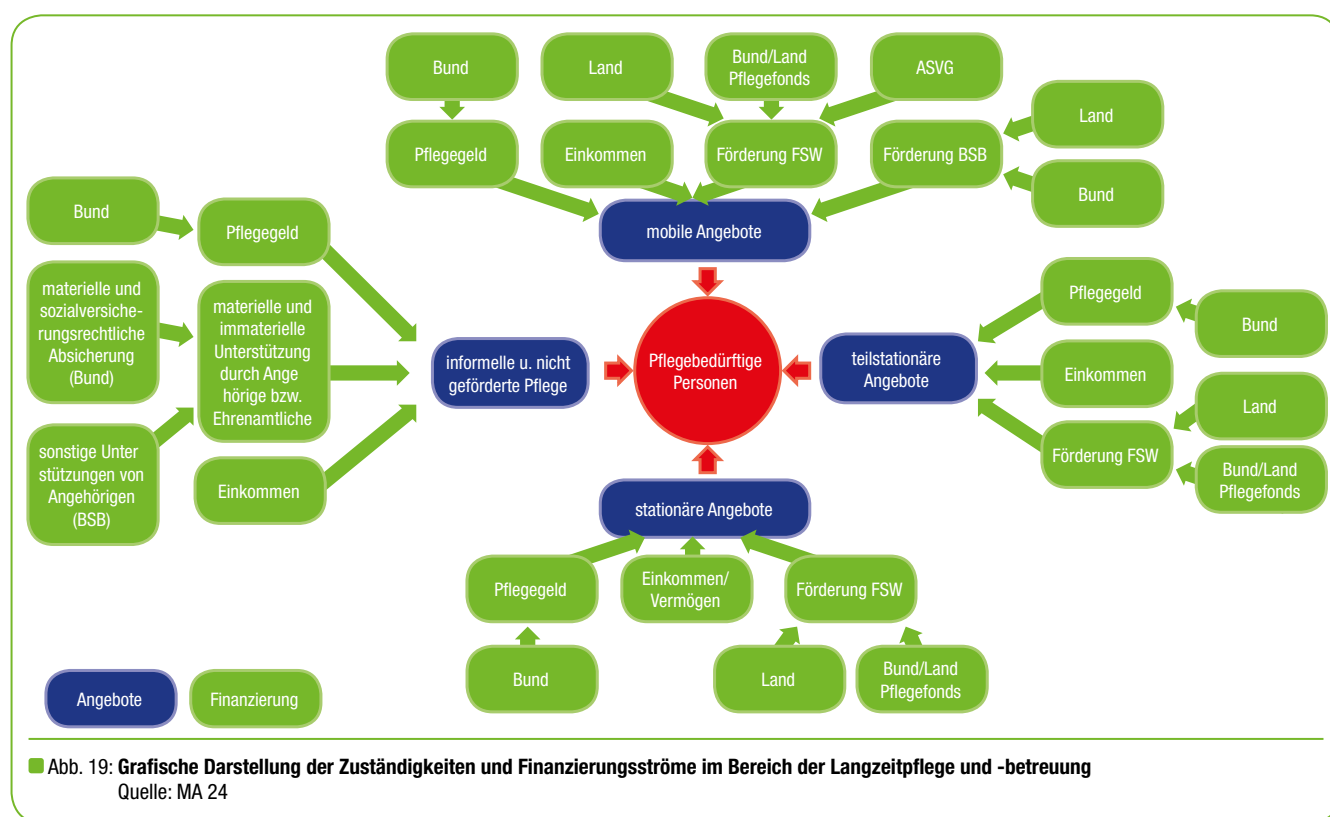 Bund
Land
Bund/Land
Pflegefonds
ASVG
Land
Pflegegeld
Einkommen
Förderung FSW
Förderung BSB
Bund
mobile Angebote
Bund
Pflegegeld
materielle und
sozialversiche-
rungsrechtliche
Absicherung
(Bund)
materielle und
immaterielle
Unterstützung
durch Ange
hörige bzw.
Ehrenamtliche
sonstige Unter
stützungen von
Angehörigen
(BSB)
Einkommen
informelle u. nicht
geförderte Pflege
Pflegebedürftige
Personen
teilstationäre
Angebote
Pflegegeld
Bund
Einkommen
Land
Förderung FSW
Bund/Land
Pflegefonds
stationäre Angebote
Pflegegeld
Einkommen/
Vermögen
Förderung FSW
Bund
Land
Bund/Land
Pflegefonds
Angebote
Finanzierung
Abb. 19: Grafische Darstellung der Zuständigkeiten und Finanzierungsströme im Bereich der Langzeitpflege und -betreuung
Quelle: MA 24